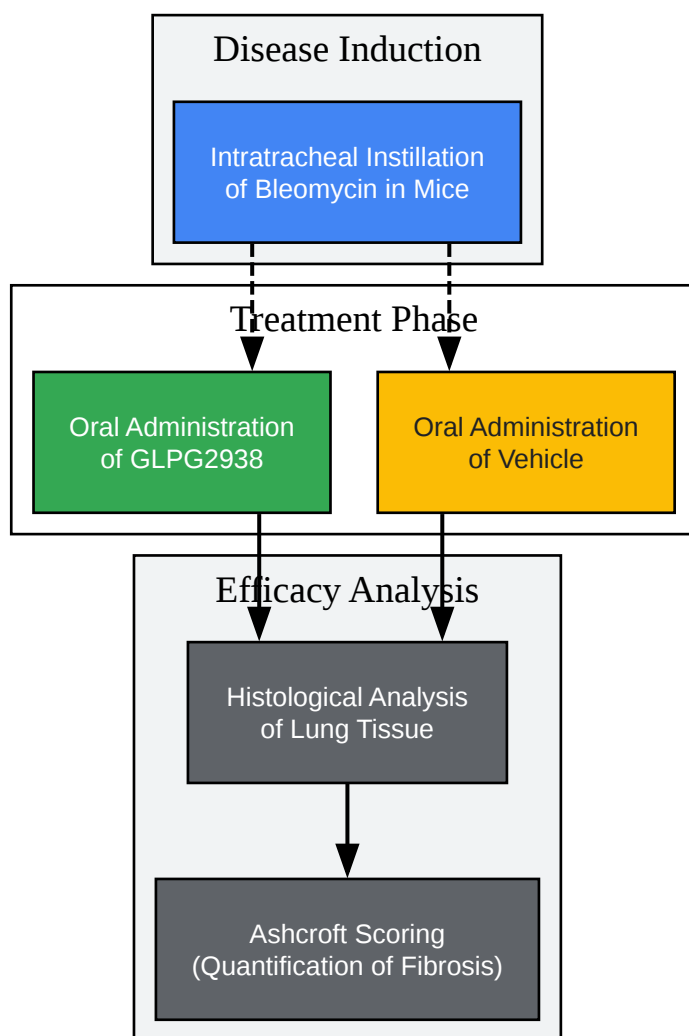 Disease Induction
Intratracheal Instillation
of Bleomycin in Mice
Treatment Phase
Oral Administration
of GLPG2938
Oral Administration
of Vehicle
Efficacy Analysis
Histological Analysis
of Lung Tissue
Ashcroft Scoring
(Quantification of Fibrosis)